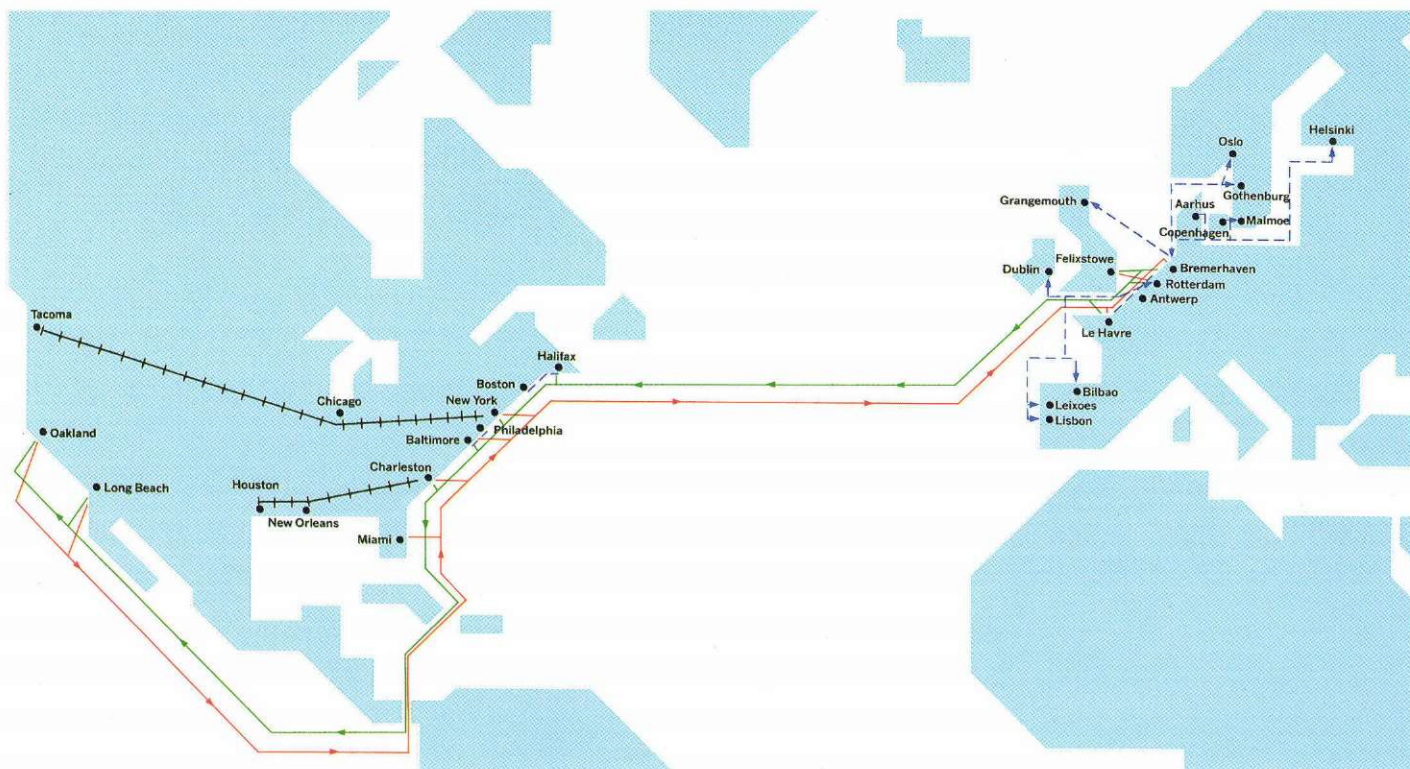 Helsinki
Oslo
Gothenburg
Grangemouth
Aarhus
Malmoe
Copenhagen
Dublin
Felixstowe
Bremerhaven
Rotterdam
Antwerp
Le Havre
Tacoma
Halifax
Boston
Bilbao
Chicago
New York
Leixoes
Lisbon
Philadelphia
Oakland
Baltimore
Charleston
Long Beach
Houston
New Orleans
Miami